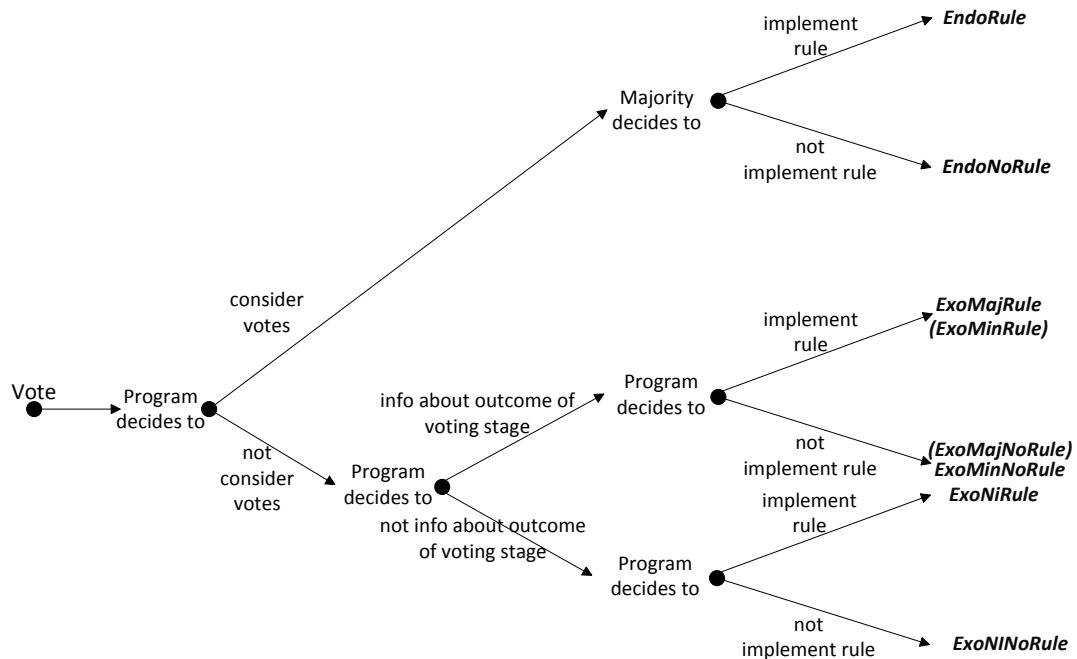 implement
rule
EndoRule
Majority
decides to
not
implement rule
EndoNoRule
consider
votes
Vote
Program
decides to
not
consider
votes
info about outcome of
voting stage
Program
decides to
implement
rule
ExoMajRule
(ExoMinRule)
not
implement rule
(ExoMajNoRule)
ExoMinNoRule
Program
decides to
not info about outcome
of voting stage
implement
rule
ExoNiRule
Program
decides to
not
implement rule
ExoNINoRule